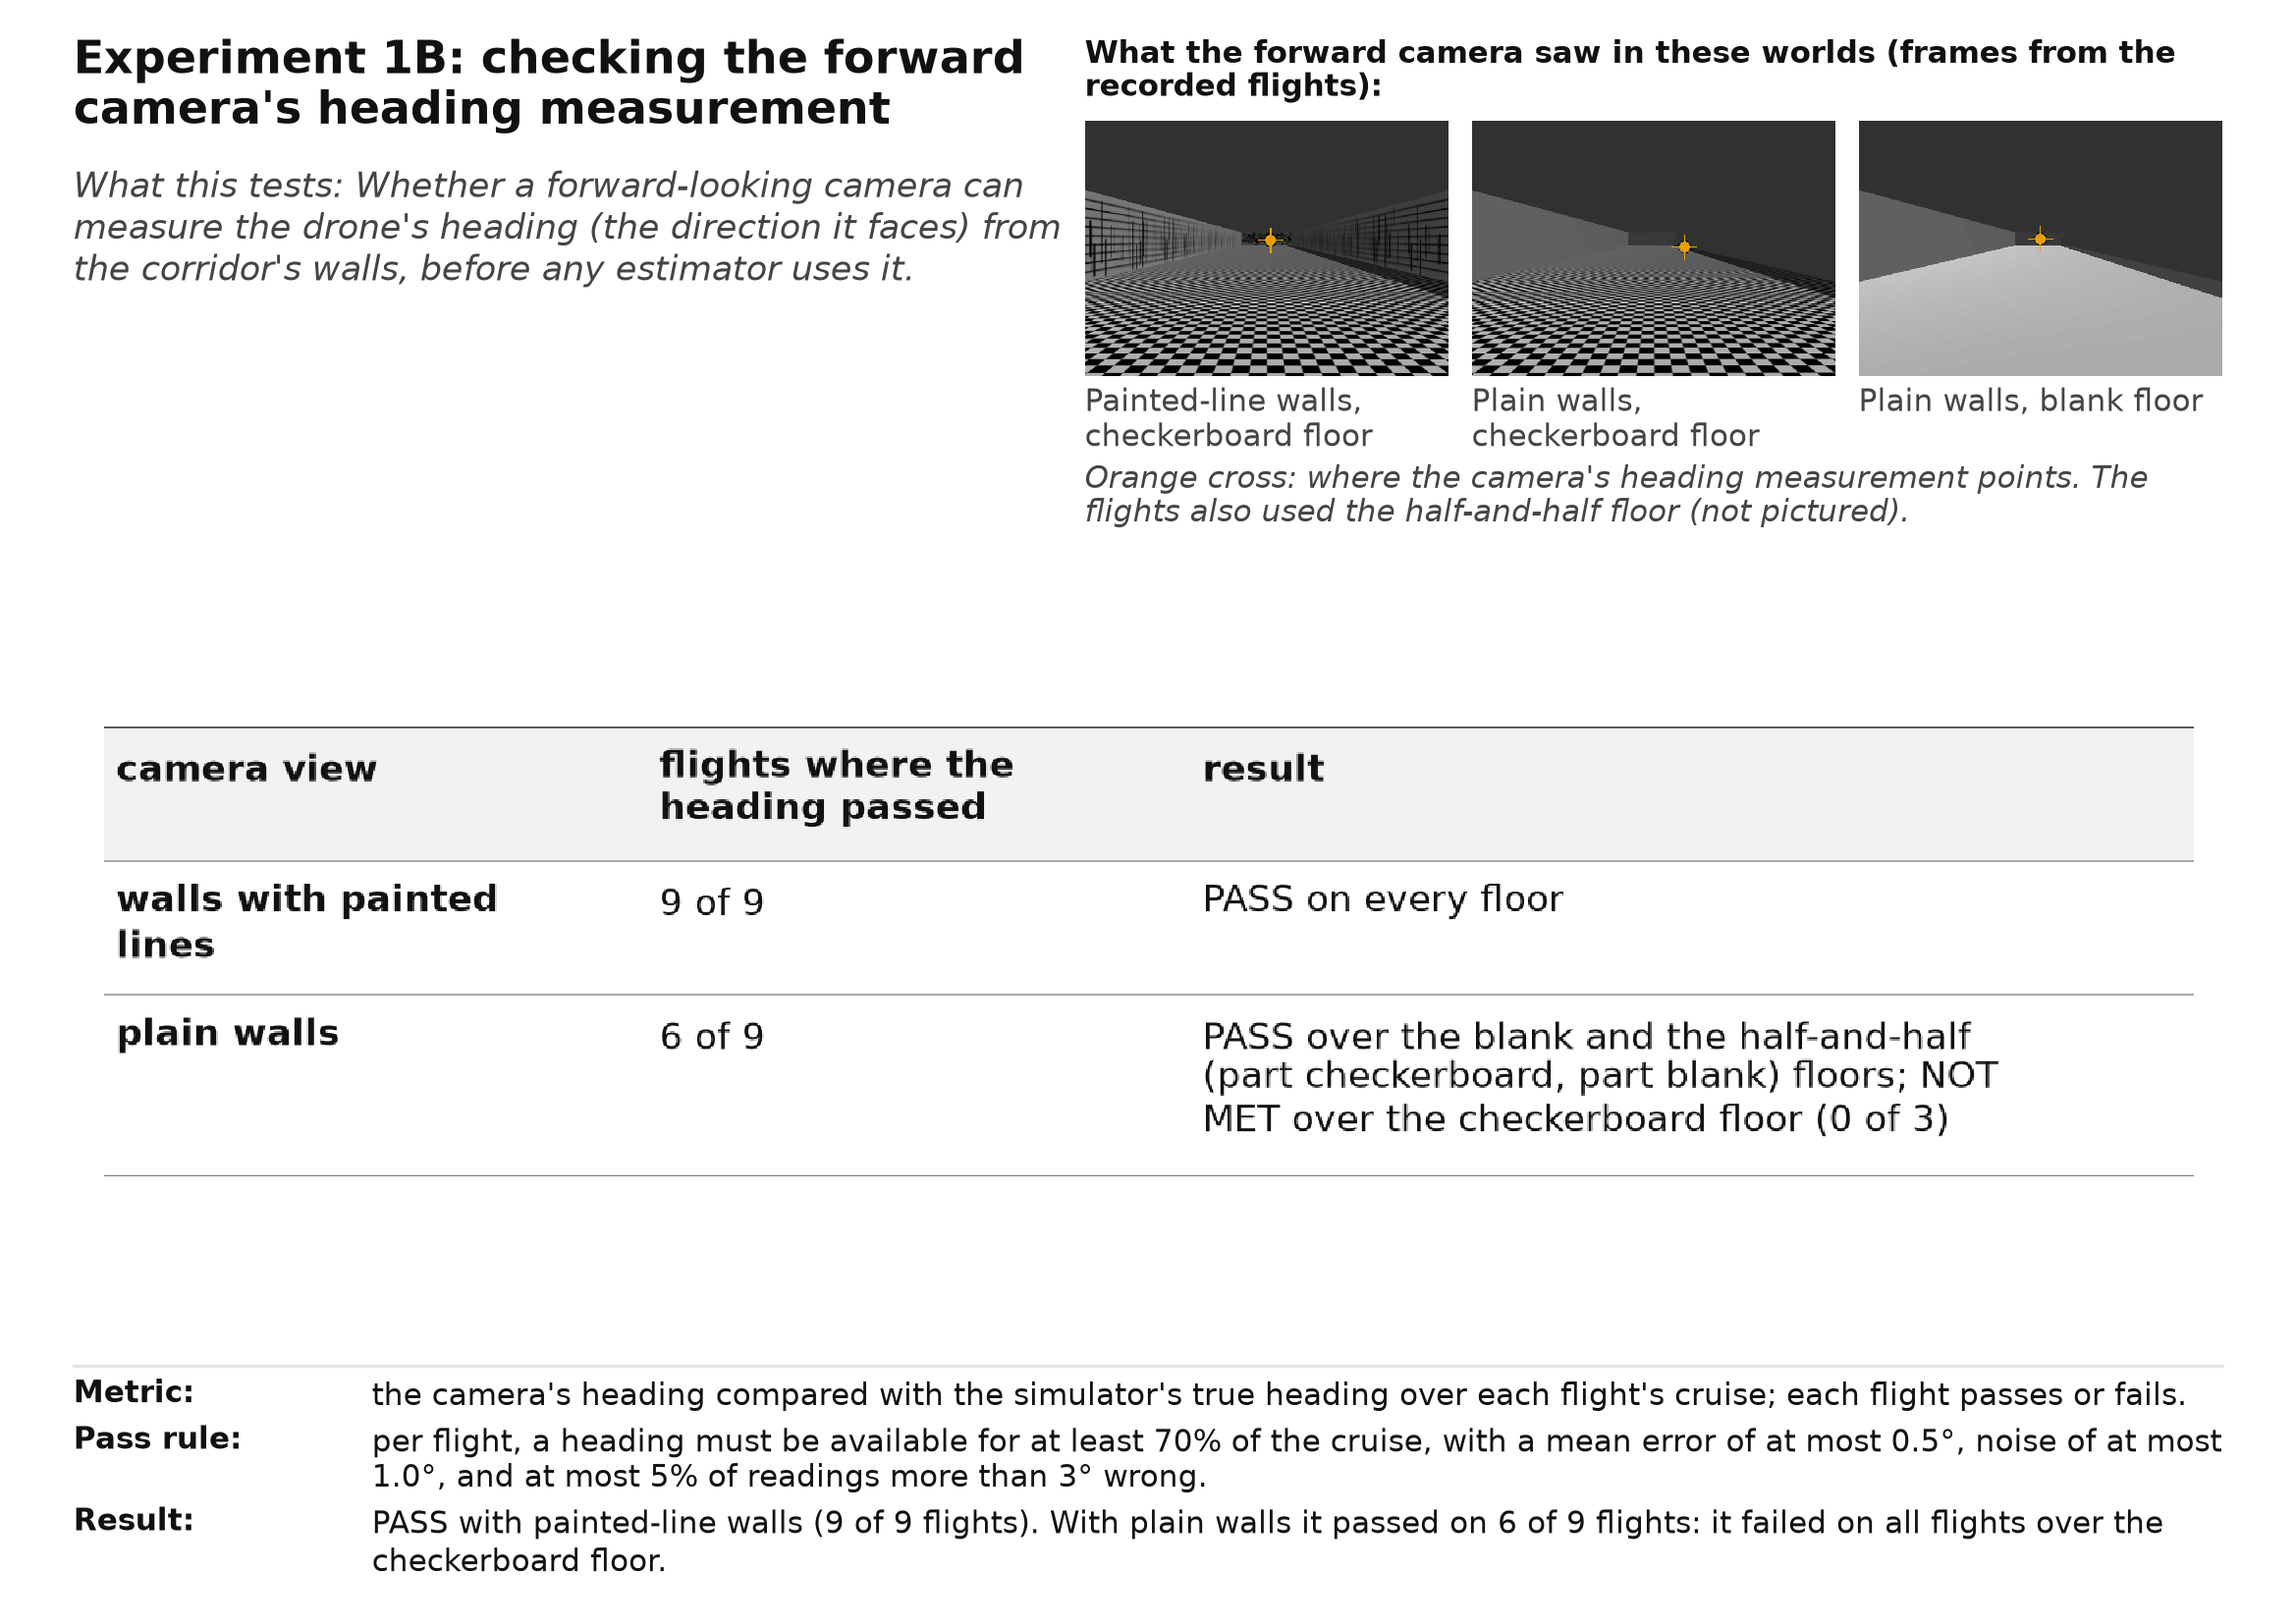 Experiment 1B: checking the forward
camera's heading measurement
What this tests: Whether a forward-looking camera can
measure the drone's heading (the direction it faces) from
the corridor's walls, before any estimator uses it.
What the forward camera saw in these worlds (frames from the
recorded flights):
Painted-line walls,
checkerboard floor
Plain walls,
checkerboard floor
Plain walls, blank floor
Orange cross: where the camera's heading measurement points. The
flights also used the half-and-half floor (not pictured).
camera view
flights where the
heading passed
result
walls with painted
lines
9 of 9
PASS on every floor
plain walls
6 of 9
PASS over the blank and the half-and-half
(part checkerboard, part blank) floors; NOT
MET over the checkerboard floor (0 of 3)
Metric: the camera's heading compared with the simulator's true heading over each flight's cruise; each flight passes or fails.
Pass rule: per flight, a heading must be available for at least 70% of the cruise, with a mean error of at most 0.5°, noise of at most
1.0°, and at most 5% of readings more than 3° wrong.
Result: PASS with painted-line walls (9 of 9 flights). With plain walls it passed on 6 of 9 flights: it failed on all flights over the
checkerboard floor.